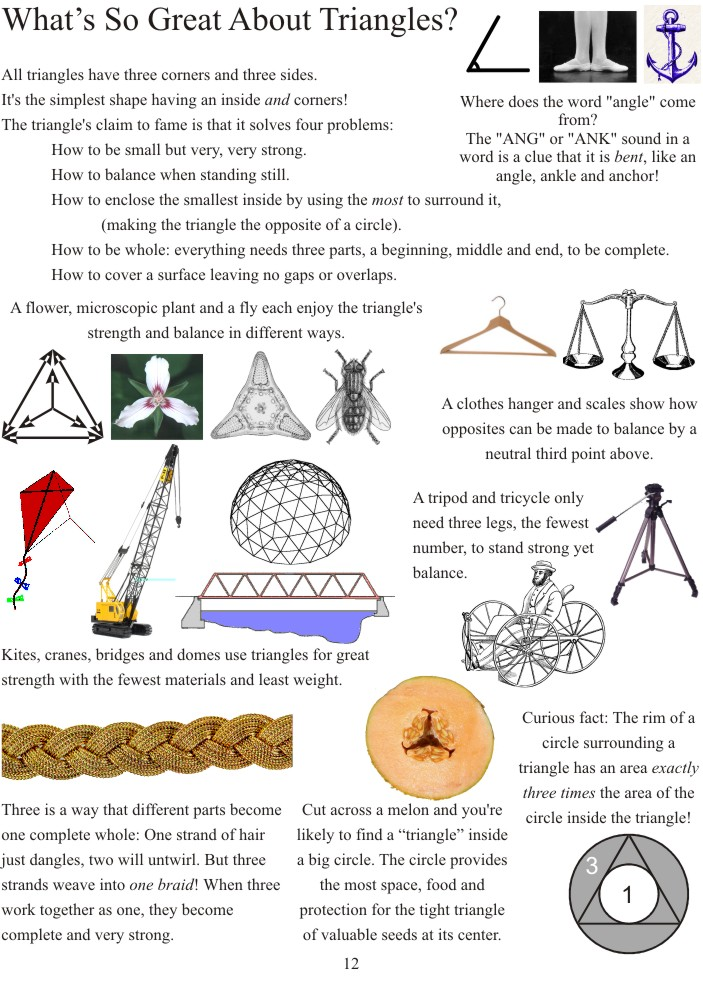 What's So Great About Triangles?
All triangles have three corners and three sides.
It's the simplest shape having an inside and corners!
The triangle's claim to fame is that it solves four problems:
How to be small but very, very strong.
How to balance when standing still.
How to enclose the smallest inside by using the most to surround it,
(making the triangle the opposite of a circle).
How to be whole: everything needs three parts, a beginning, middle and end, to be complete.
How to cover a surface leaving no gaps or overlaps.
Where does the word "angle" come
from?
The "ANG" or "ANK" sound in a
word is a clue that it is bent, like an
angle, ankle and anchor!
A flower, microscopic plant and a fly each enjoy the triangle's
strength and balance in different ways.
A clothes hanger and scales show how
opposites can be made to balance by a
neutral third point above.
A tripod and tricycle only
need three legs, the fewest
number, to stand strong yet
balance.
Kites, cranes, bridges and domes use triangles for great
strength with the fewest materials and least weight.
Three is a way that different parts become
one complete whole: One strand of hair
just dangles, two will untwirl. But three
strands weave into one braid! When three
work together as one, they become
complete and very strong.
Cut across a melon and you're
likely to find a “triangle” inside
a big circle. The circle provides
the most space, food and
protection for the tight triangle
of valuable seeds at its center.
Curious fact: The rim of a
circle surrounding a
triangle has an area exactly
three times the area of the
circle inside the triangle!
3
1
12